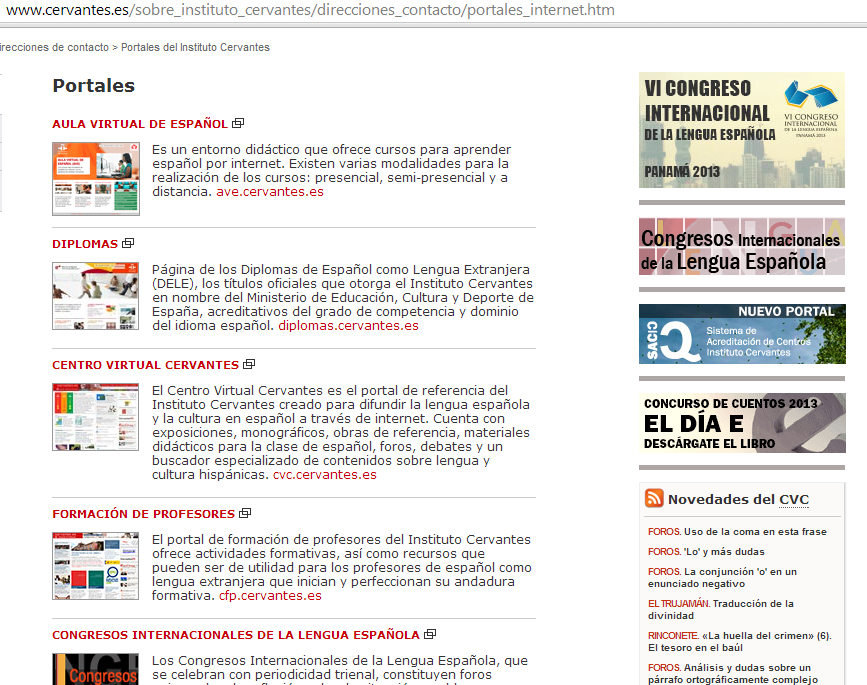 www.cervantes.es/sobre_instituto_cervantes/direcciones_contacto/portales_internet.htm
irecciones de contacto > Portales del Instituto Cervantes
Portales
AULA VIRTUAL DE ESPAÑOL
Es un entorno didáctico que ofrece cursos para aprender
español por internet. Existen varias modalidades para la
realización de los cursos: presencial, semi-presencial y a
distancia. ave.cervantes.es
DIPLOMAS
Página de los Diplomas de Español como Lengua Extranjera
(DELE), los títulos oficiales que otorga el Instituto Cervantes
en nombre del Ministerio de Educación, Cultura y Deporte de
España, acreditativos del grado de competencia y dominio
del idioma español. diplomas.cervantes.es
CENTRO VIRTUAL CERVANTES
El Centro Virtual Cervantes es el portal de referencia del
Instituto Cervantes creado para difundir la lengua española
y la cultura en español a través de internet. Cuenta con
exposiciones, monográficos, obras de referencia, materiales
didácticos para la clase de español, foros, debates y un
buscador especializado de contenidos sobre lengua y
cultura hispánicas. cvc.cervantes.es
FORMACIÓN DE PROFESORES
El portal de formación de profesores del Instituto Cervantes
ofrece actividades formativas, así como recursos que
pueden ser de utilidad para los profesores de español como
lengua extranjera que inician y perfeccionan su andadura
formativa. cfp.cervantes.es
CONGRESOS INTERNACIONALES DE LA LENGUA ESPAÑOLA
Congresos
Los Congresos Internacionales de la Lengua Española, que
se celebran con periodicidad trienal, constituyen foros
VI CONGRESO
INTERNACIONAL
DE LA LENGUA ESPAÑOLA
PANAMÁ 2013
VI CONGRESO
INTERNACIONAL
DE LA LENGUA ESPAÑOLA
PANAMÁ 2013
Congresos Internacionales
de la Lengua Española
NUEVO PORTAL
SACIC
Sistema de
Acreditación de Centros
Instituto Cervantes
CONCURSO DE CUENTOS 2013
EL DÍA E
DESCÁRGATE EL LIBRO
Novedades del CVC
FOROS. Uso de la coma en esta frase
FOROS. 'Lo' y más dudas
FOROS. La conjunción 'o' en un
enunciado negativo
EL TRUJAMÁN. Traducción de la
divinidad
RINCONETE. «La huella del crimen» (6).
El tesoro en el baúl
FOROS. Análisis y dudas sobre un
párrafo ortográficamente complejo